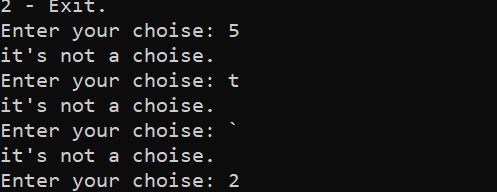 2 - Exit.
Enter your choise: 5
it's not a choise.
Enter your choise: t
it's not a choise.
Enter your choise: `
it's not a choise.
Enter your choise: 2